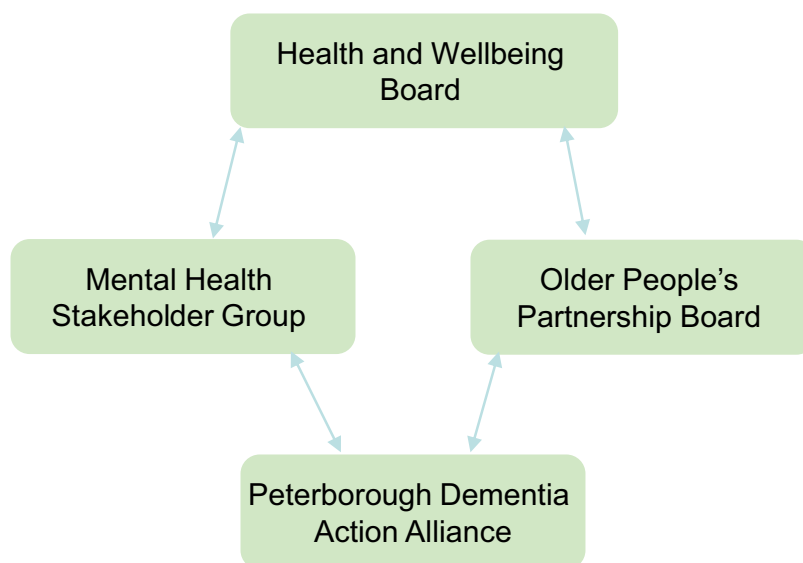 Health and Wellbeing
Board
Mental Health
Stakeholder Group
Older People’s
Partnership Board
Peterborough Dementia
Action Alliance